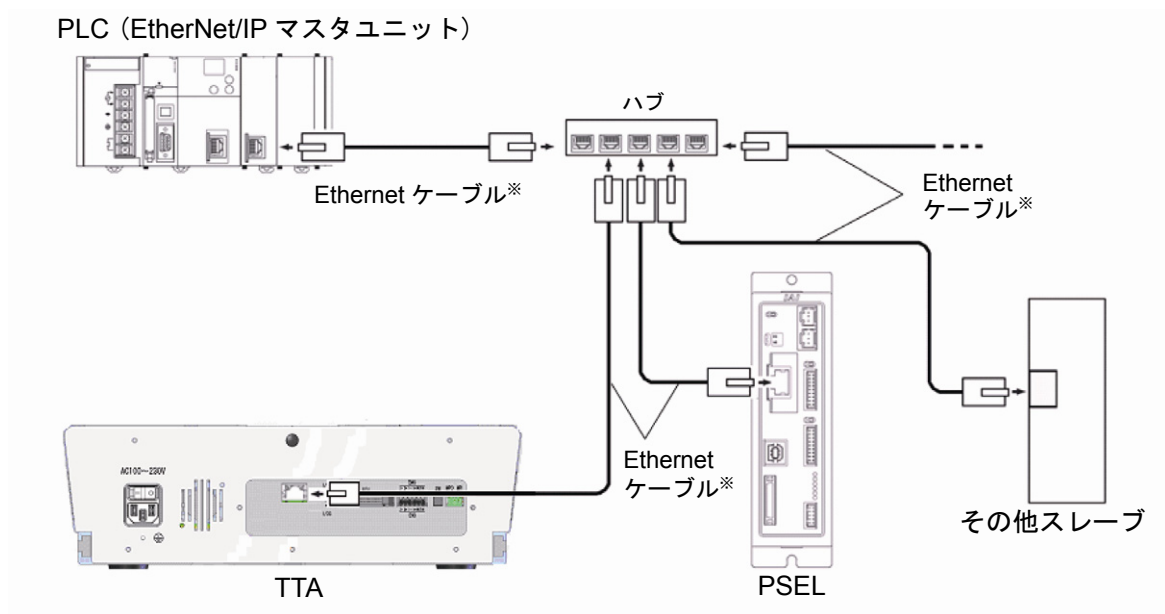 PLC（EtherNet/IP マスタユニット）
ハブ
Ethernet ケーブル※
Ethernet
ケーブル※
IAI
AC100～230V
Ethernet
ケーブル※
その他スレーブ
TTA
PSEL